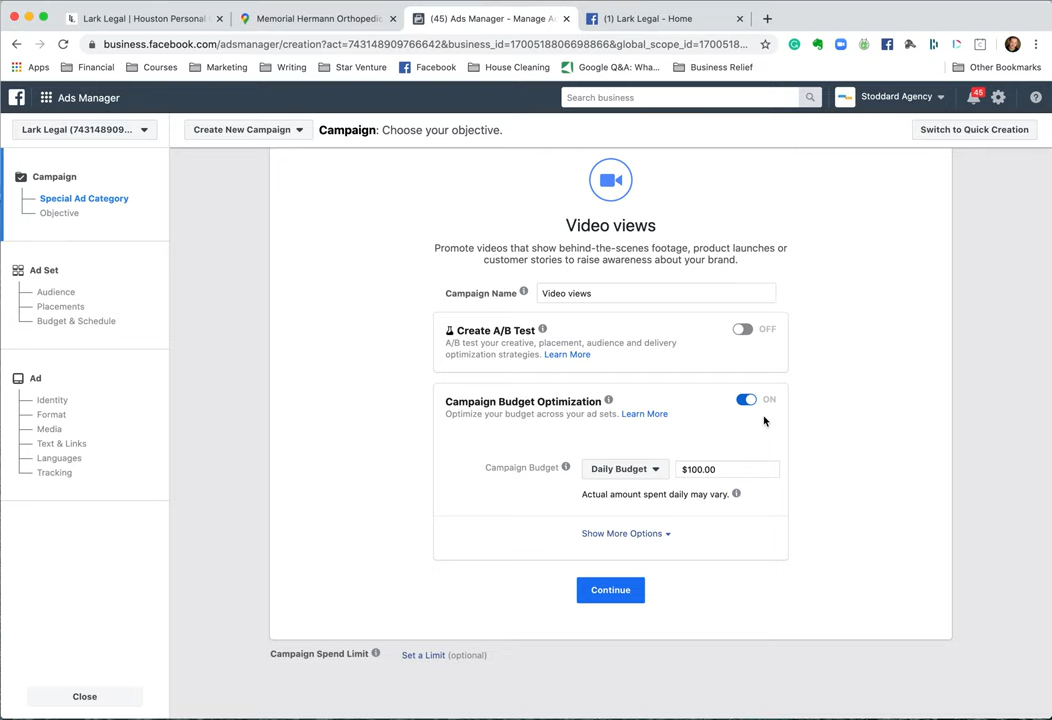 Lark Legal | Houston Personal
Memorial Hermann Orthopedic
(45) Ads Manager - Manage Ad
(1) Lark Legal - Home
business.facebook.com/adsmanager/creation?act=743148909766642&business_id=1700518806698866&global_scope_id=1700518806698...
Apps
Financial
Courses
Marketing
Writing
Star Venture
Facebook
House Cleaning
Google Q&A: Wha...
Business Relief
Other Bookmarks
Ads Manager
Search business
Stoddard Agency
45
Lark Legal (743148909...
Create New Campaign
Campaign: Choose your objective.
Switch to Quick Creation
Campaign
Special Ad Category
Objective
Ad Set
Audience
Placements
Budget & Schedule
Ad
Identity
Format
Media
Text & Links
Languages
Tracking
Close
Video views
Promote videos that show behind-the-scenes footage, product launches or
customer stories to raise awareness about your brand.
Campaign Name
Video views
Create A/B Test
OFF
A/B test your creative, placement, audience and delivery
optimization strategies. Learn More
Campaign Budget Optimization
ON
Optimize your budget across your ad sets. Learn More
Campaign Budget
Daily Budget
$100.00
Actual amount spent daily may vary.
Show More Options
Continue
Campaign Spend Limit
Set a Limit (optional)